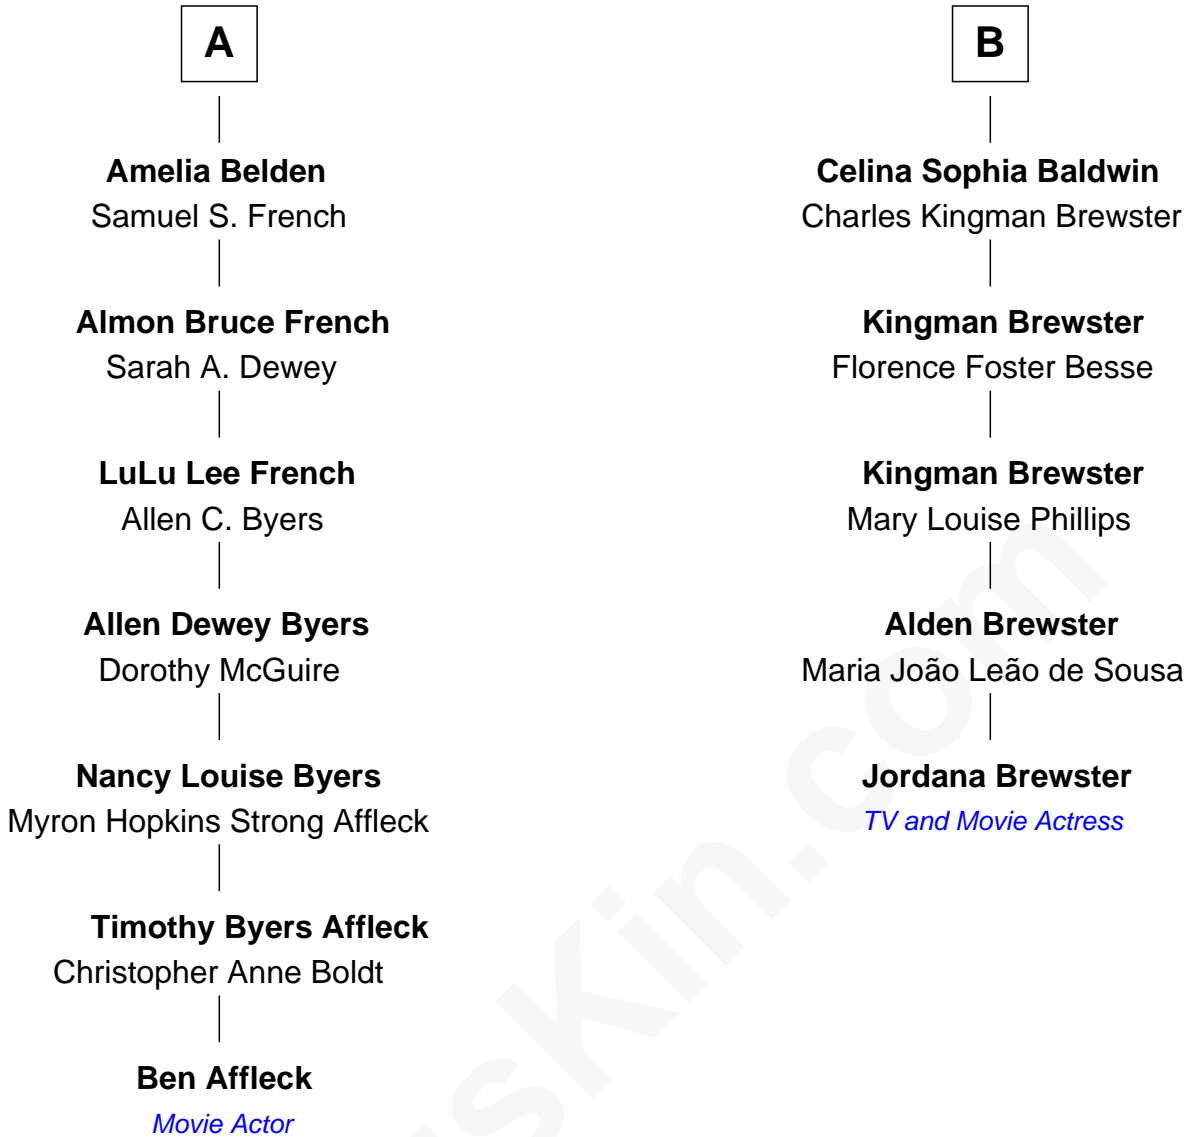 A
Amelia Belden
Samuel S. French
Almon Bruce French
Sarah A. Dewey
LuLu Lee French
Allen C. Byers
Allen Dewey Byers
Dorothy McGuire
Nancy Louise Byers
Myron Hopkins Strong Affleck
Timothy Byers Affleck
Christopher Anne Boldt
Ben Affleck
Movie Actor
B
Celina Sophia Baldwin
Charles Kingman Brewster
Kingman Brewster
Florence Foster Besse
Kingman Brewster
Mary Louise Phillips
Alden Brewster
Maria João Leão de Sousa
Jordana Brewster
TV and Movie Actress
sKin.com